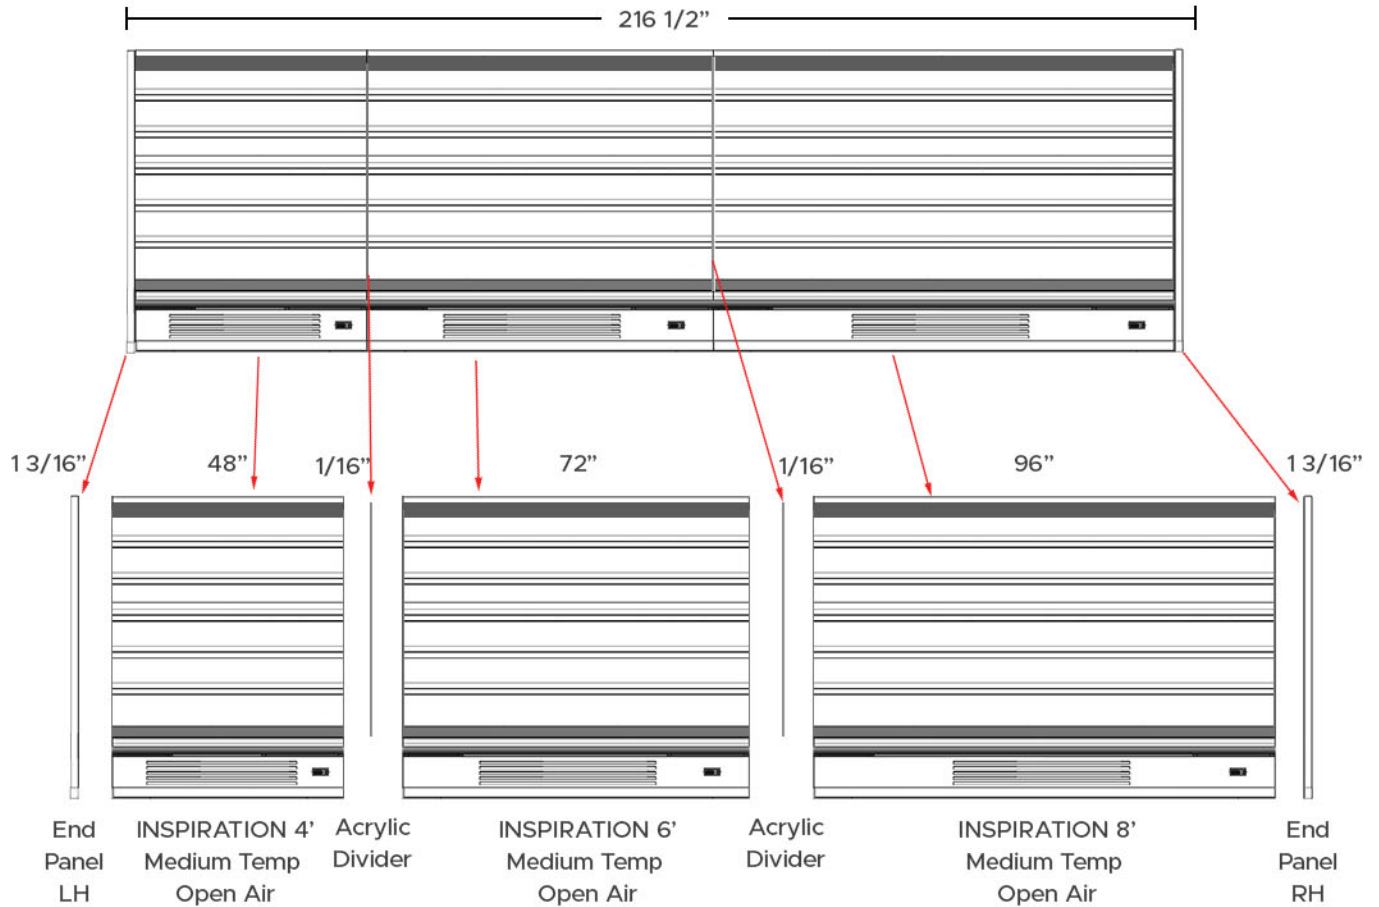 216 1/2”
1 3/16”
48”
1/16”
72”
1/16”
96”
1 3/16”
End
Panel
LH
INSPIRATION 4’
Medium Temp
Open Air
Acrylic
Divider
INSPIRATION 6’
Medium Temp
Open Air
Acrylic
Divider
INSPIRATION 8’
Medium Temp
Open Air
End
Panel
RH